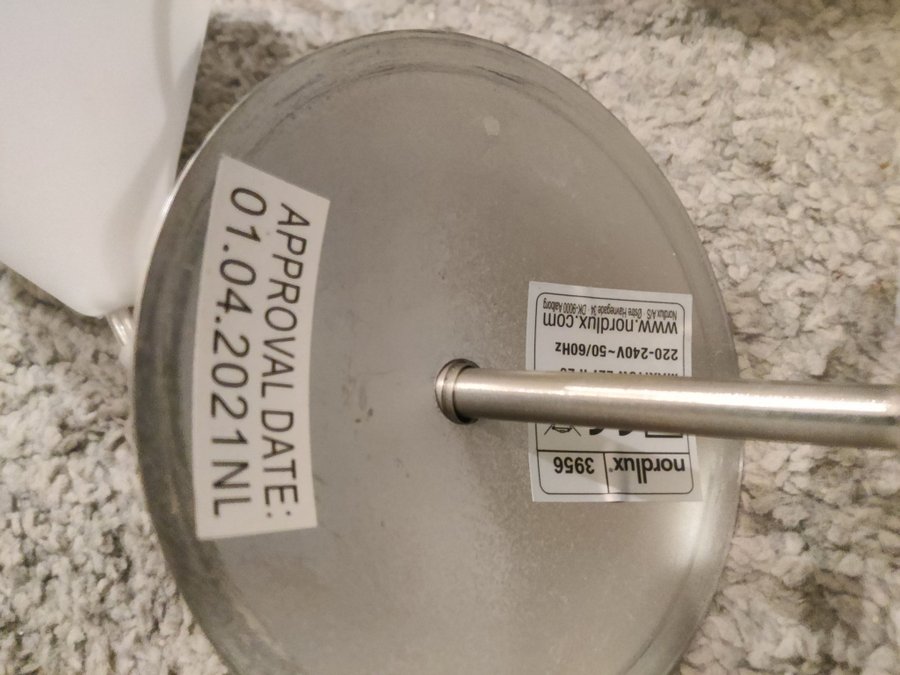 APPROVAL DATE:
01.04.2021 NL
nordlux® 3956
220-240V~50/60Hz
www.nordlux.com
Nordlux A/S Østre Havnegade 34 DK-9000 Aalborg